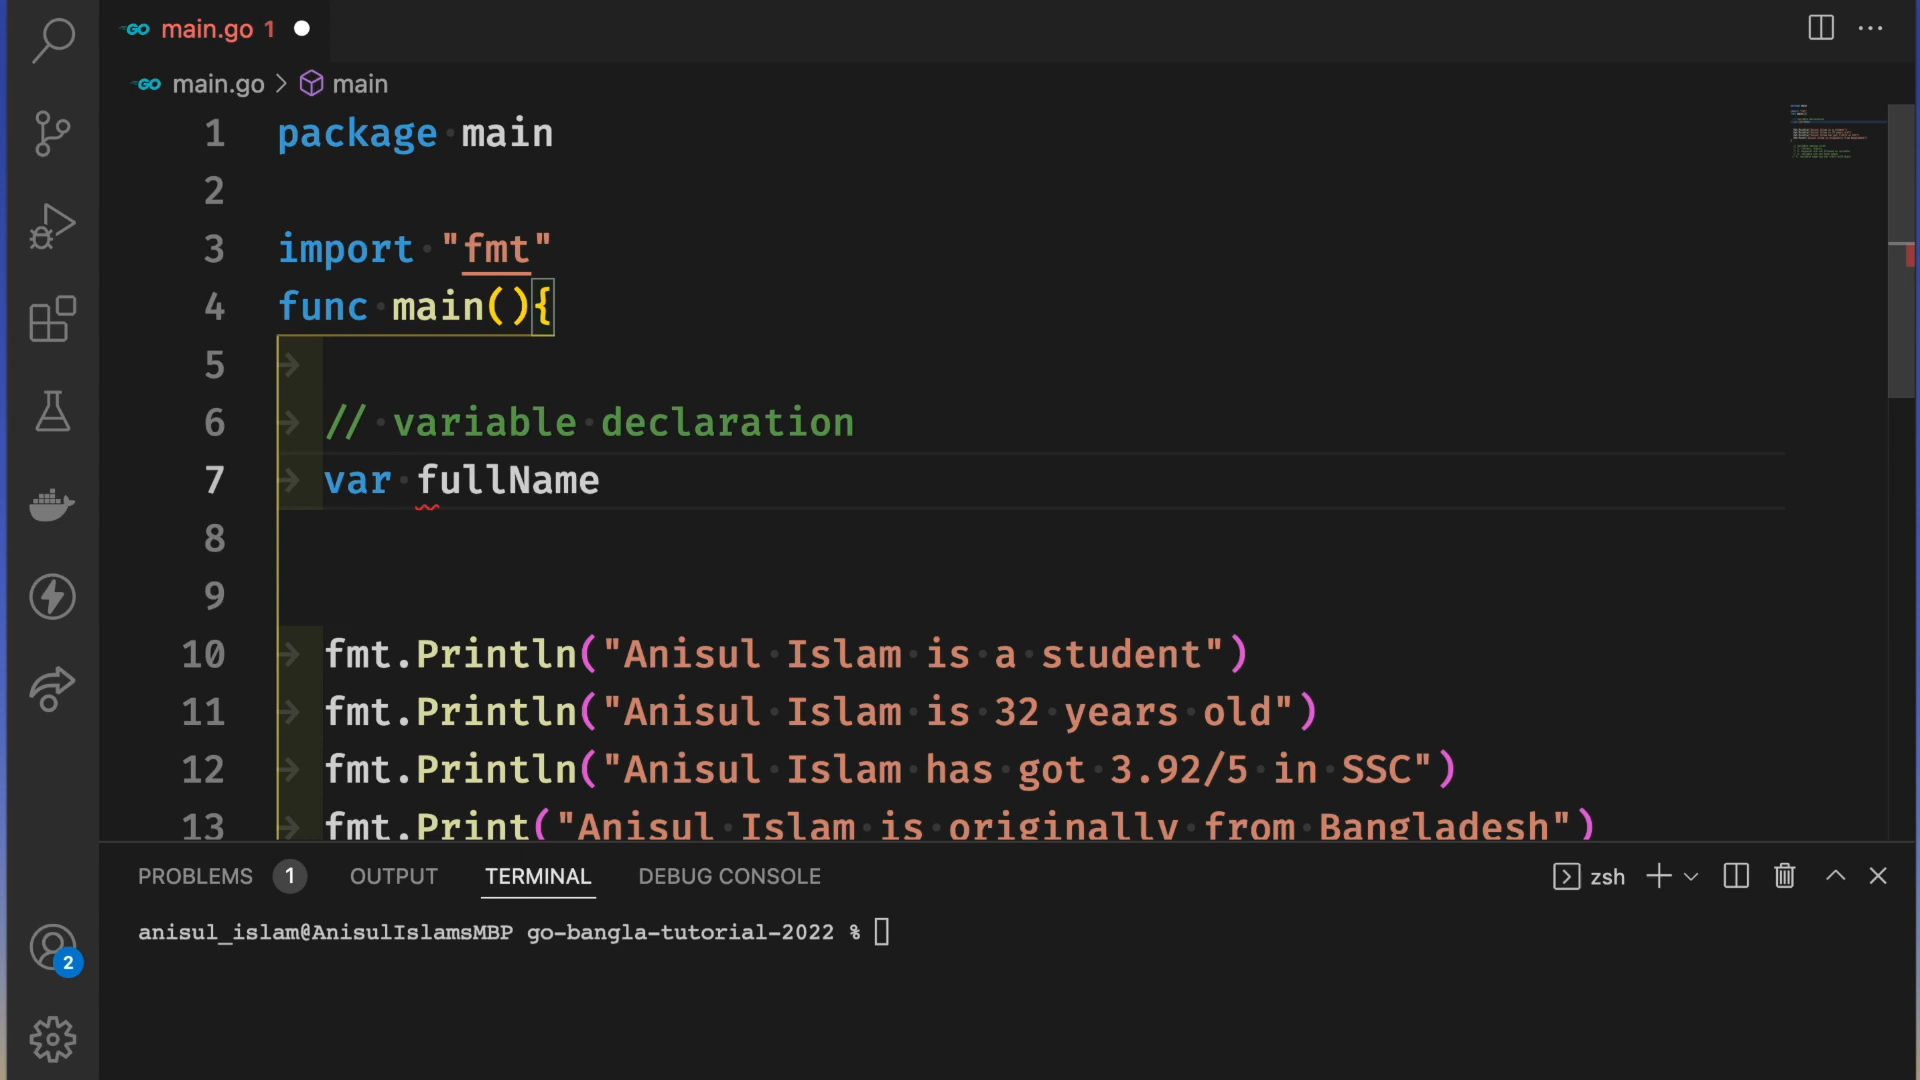 GO main.go 1
GO main.go > main
1 package main
2
3 import "fmt"
4 func main(){
5
6 // variable declaration
7 var fullName
8
9
10 fmt.Println("Anisul Islam is a student")
11 fmt.Println("Anisul Islam is 32 years old")
12 fmt.Println("Anisul Islam has got 3.92/5 in SSC")
13 fmt.Print("Anisul Islam is originally from Bangladesh")
PROBLEMS 1 OUTPUT TERMINAL DEBUG CONSOLE zsh
anisul_islam@AnisulIslamsMBP go-bangla-tutorial-2022 %
2